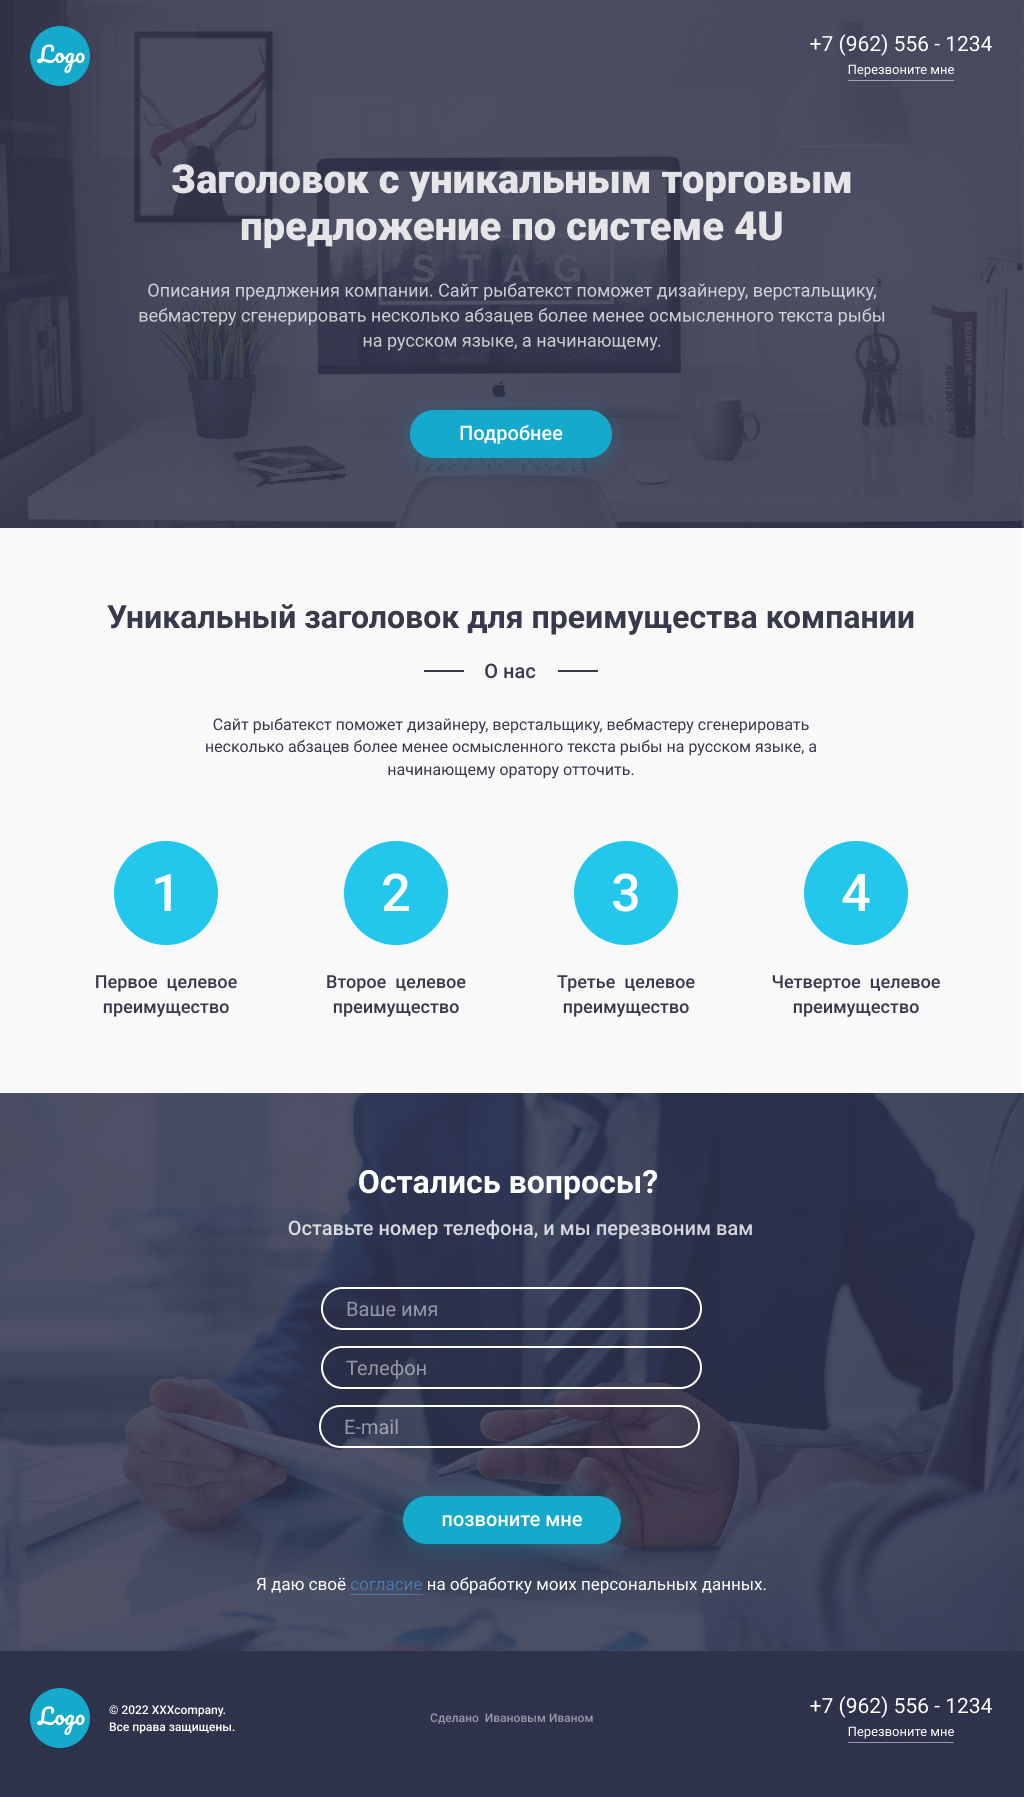 Logo
+7 (962) 556 - 1234
Перезвоните мне
Заголовок с уникальным торговым
предложение по системе 4U
STAG
Описания предлжения компании. Сайт рыбатекст поможет дизайнеру, верстальщику,
вебмастеру сгенерировать несколько абзацев более менее осмысленного текста рыбы
на русском языке, а начинающему.
Подробнее
Уникальный заголовок для преимущества компании
О нас
Сайт рыбатекст поможет дизайнеру, верстальщику, вебмастеру сгенерировать
несколько абзацев более менее осмысленного текста рыбы на русском языке, а
начинающему оратору отточить.
1
2
3
4
Первое целевое
преимущество
Второе целевое
преимущество
Третье целевое
преимущество
Четвертое целевое
преимущество
Остались вопросы?
Оставьте номер телефона, и мы перезвоним вам
Ваше имя
Телефон
E-mail
позвоните мне
Я даю своё согласие на обработку моих персональных данных.
Logo
© 2022 XXXcompany.
Все права защищены.
Сделано Ивановым Иваном
+7 (962) 556 - 1234
Перезвоните мне